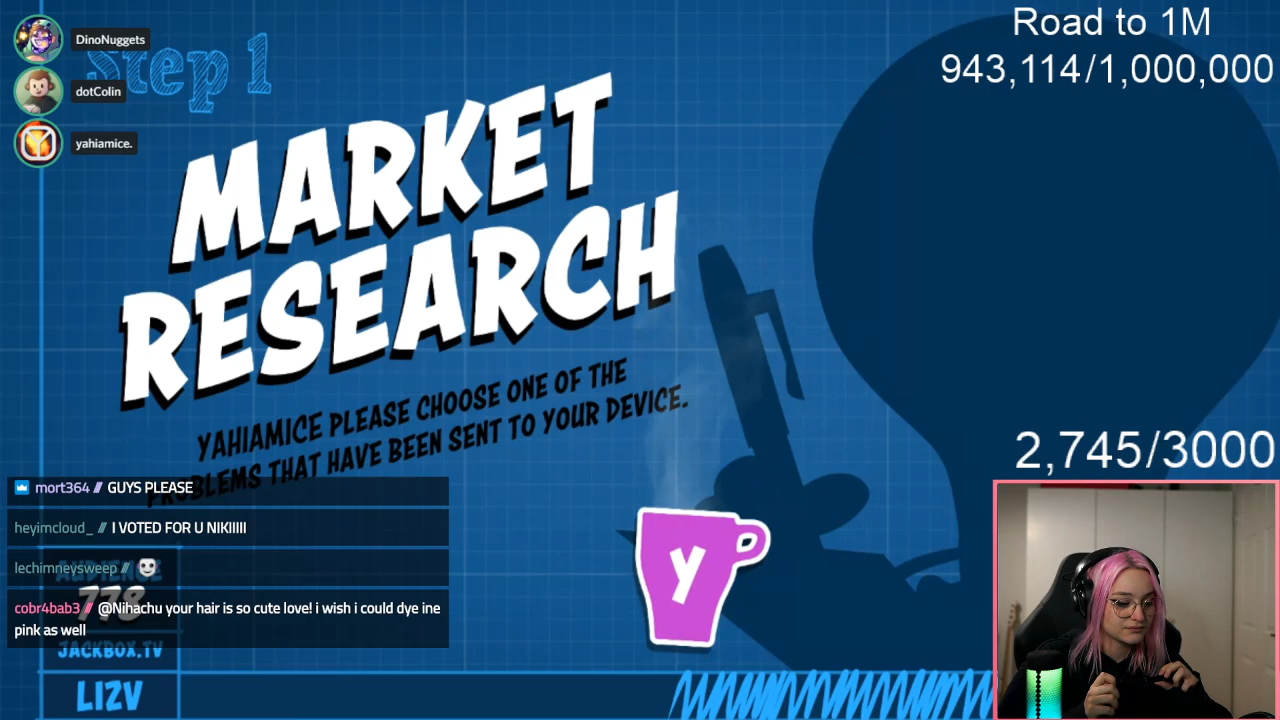 DinoNuggets
dotColin
yahiamice.
Step 1
MARKET
RESEARCH
YAHIAMICE PLEASE CHOOSE ONE OF THE
PROBLEMS THAT HAVE BEEN SENT TO YOUR DEVICE.
Road to 1M
943,114/1,000,000
2,745/3000
mort364 // GUYS PLEASE
heyimcloud_ // I VOTED FOR U NIKIIIII
lechimneysweep //
cobr4bab3 // @Nihachu your hair is so cute love! i wish i could dye ine
pink as well
AUDIENCE
778
JACKBOX.TV
LIZV
y